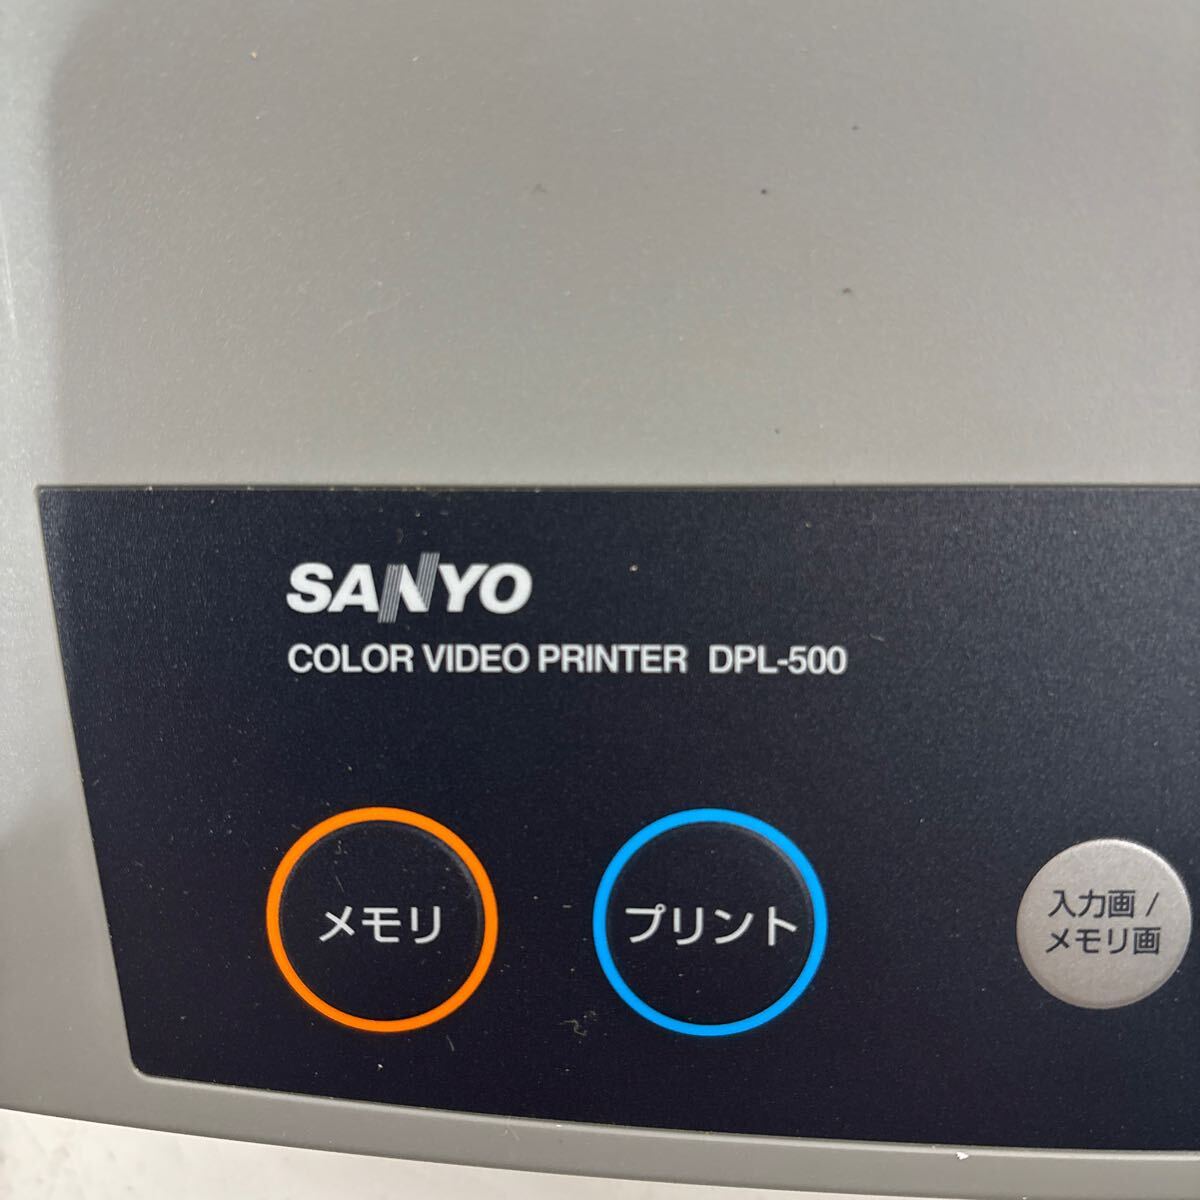 SANYO
COLOR VIDEO PRINTER DPL-500
メモリ
プリント
入力画 /
メモリ画